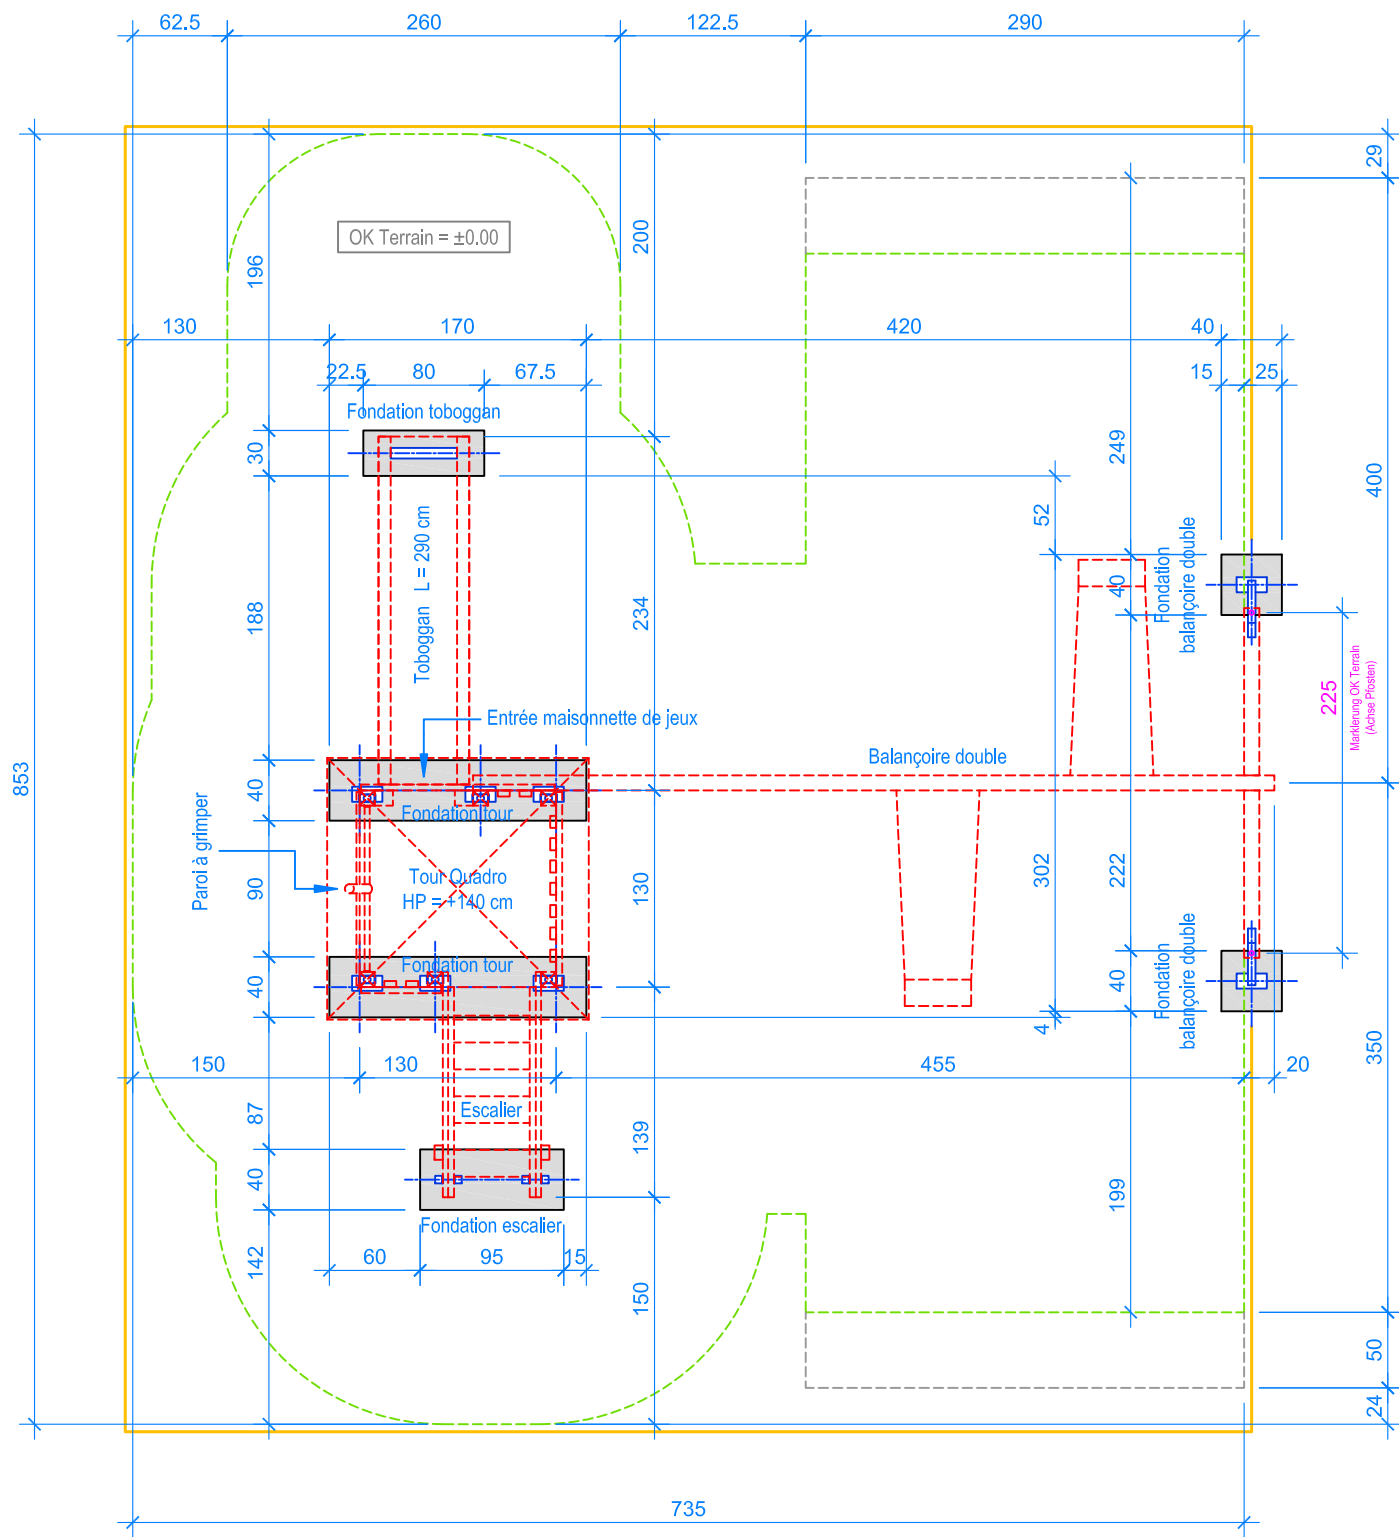 62.5
260
122.5
290
29
OK Terrain = ±0.00
200
196
130
170
420
40
22.5
80
67.5
15
25
Fondation toboggan
30
249
400
52
Toboggan L = 290 cm
40
Fondation
balançoire double
188
234
225
Markierung OK Terrain
(Achse Pfosten)
Entrée maisonnette de jeux
Balançoire double
853
40
Fondation tour
Paroi à grimper
90
Tour Quadro
HP = +140 cm
130
302
222
Fondation tour
40
40
Fondation
balançoire double
4
150
130
455
20
350
87
Escalier
139
40
199
Fondation escalier
142
60
95
15
150
50
24
735